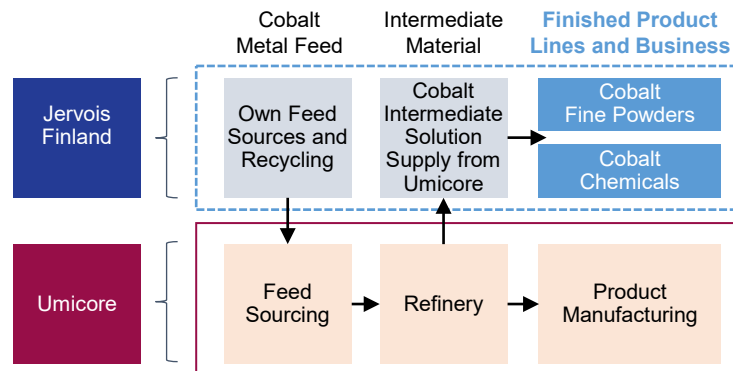 Cobalt
Metal Feed
Intermediate
Material
Finished Product
Lines and Business
Jervois
Finland
Own Feed
Sources and
Recycling
Cobalt
Intermediate
Solution
Supply from
Umicore
Cobalt
Fine Powders
Cobalt
Chemicals
Umicore
Feed
Sourcing
Refinery
Product
Manufacturing